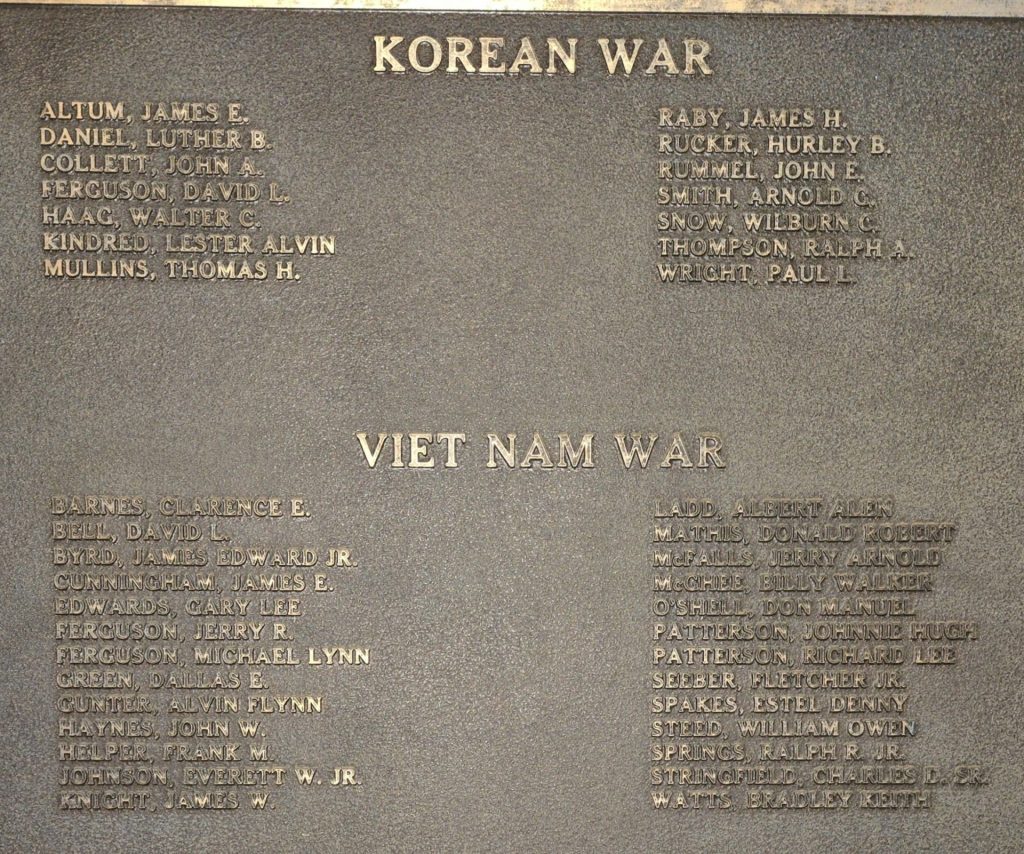 KOREAN WAR
ALTUM, JAMES E.
DANIEL, LUTHER B.
COLLETT, JOHN A.
FERGUSON, DAVID L.
HAAG, WALTER C.
KINDRED, LESTER ALVIN
MULLINS, THOMAS H.
RABY, JAMES H.
RUCKER, HURLEY B.
RUMMEL, JOHN E.
SMITH, ARNOLD G.
SNOW, WILBURN C.
THOMPSON, RALPH A.
WRIGHT, PAUL L.
VIET NAM WAR
BARNES, CLARENCE E.
BELL, DAVID L.
BYRD, JAMES EDWARD JR.
CUNNINGHAM, JAMES E.
EDWARDS, GARY LEE
FERGUSON, JERRY R.
FERGUSON, MICHAEL LYNN
GREEN, DALLAS E.
GUNTER, ALVIN FLYNN
HAYNES, JOHN W.
HELPER, FRANK M.
JOHNSON, EVERETT W. JR.
KNIGHT, JAMES W.
LADD, ALBERT ALEN
MATHIS, DONALD ROBERT
McFALLS, JERRY ARNOLD
McGHEE, BILLY WALKER
O'SHELL, DON MANUEL
PATTERSON, JOHNNIE HUGH
PATTERSON, RICHARD LEE
SEEBER, FLETCHER JR.
SPAKES, ESTEL DENNY
STEED, WILLIAM OWEN
SPRINGS, RALPH R. JR.
STRINGFIELD, CHARLES D. SR.
WATTS, BRADLEY KEITH